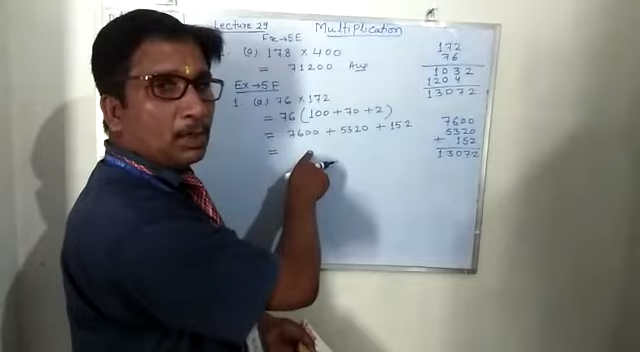 Lecture 29 Multiplication
Ex→5E
(e) 178 × 400
= 71200 Ans
Ex→5F
1. (a) 76 × 172
= 76 (100 + 70 + 2)
= 7600 + 5320 + 152
=
172
76
1032
1204
13072
7600
5320
+ 152
13072